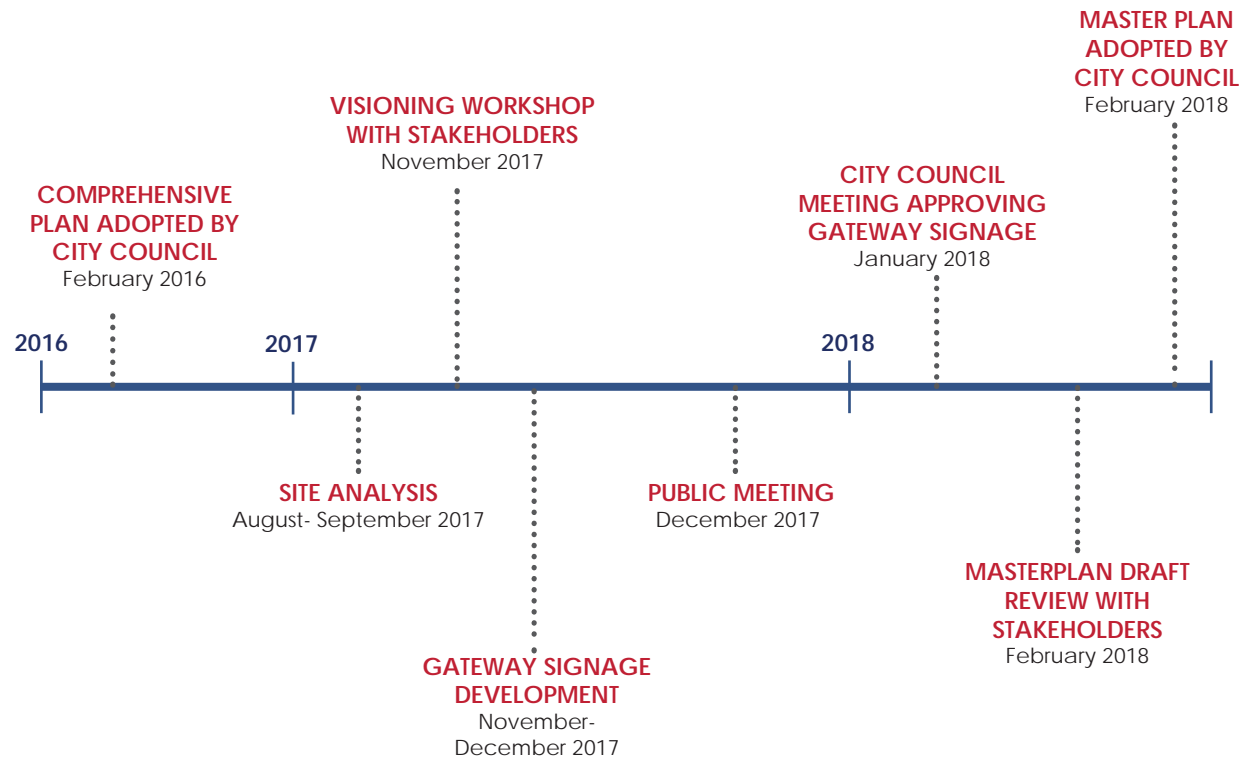 MASTER PLAN
ADOPTED BY
CITY COUNCIL
February 2018
VISIONING WORKSHOP
WITH STAKEHOLDERS
November 2017
CITY COUNCIL
MEETING APPROVING
GATEWAY SIGNAGE
January 2018
COMPREHENSIVE
PLAN ADOPTED BY
CITY COUNCIL
February 2016
2016
2017
2018
SITE ANALYSIS
August- September 2017
PUBLIC MEETING
December 2017
MASTERPLAN DRAFT
REVIEW WITH
STAKEHOLDERS
February 2018
GATEWAY SIGNAGE
DEVELOPMENT
November-
December 2017